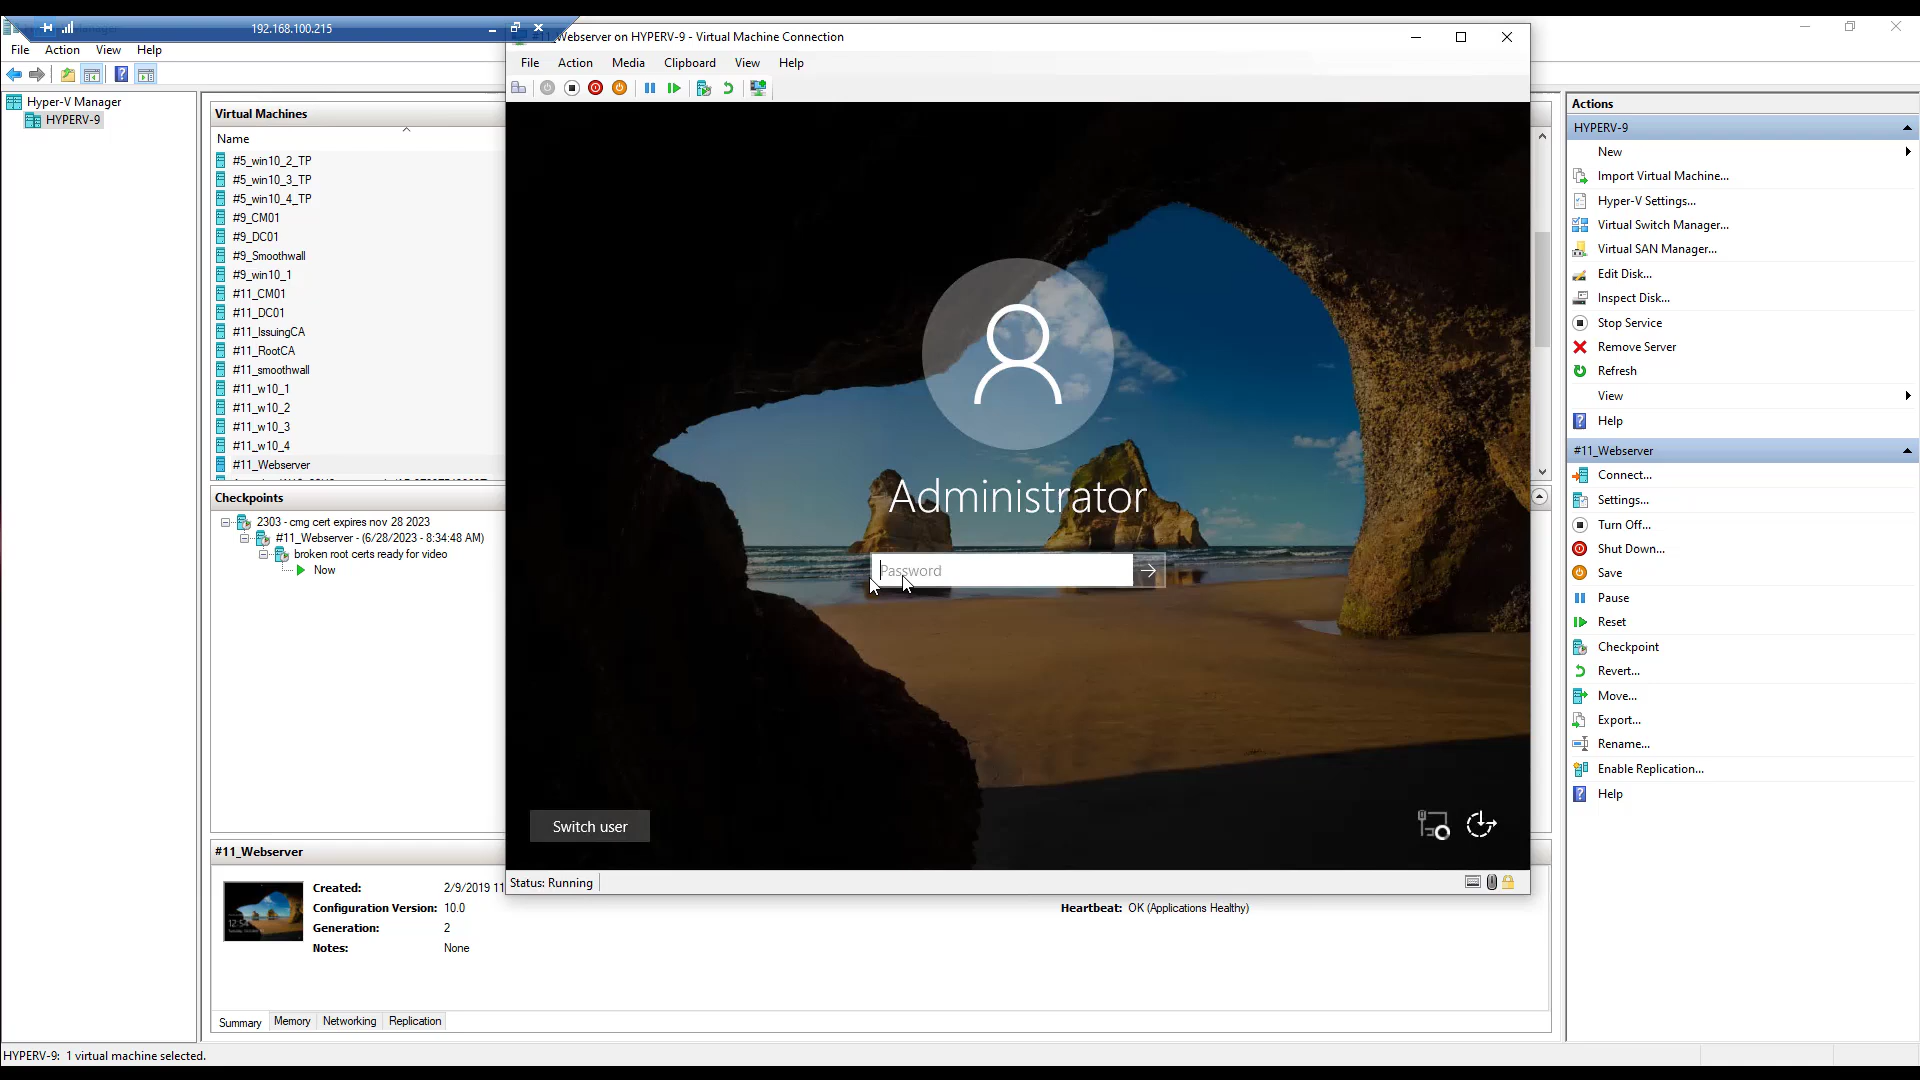 192.168.100.215
File Action View Help
Hyper-V Manager
HYPERV-9
Virtual Machines
Name
#5_win10_2_TP
#5_win10_3_TP
#5_win10_4_TP
#9_CM01
#9_DC01
#9_Smoothwall
#9_win10_1
#11_CM01
#11_DC01
#11_IssuingCA
#11_RootCA
#11_smoothwall
#11_w10_1
#11_w10_2
#11_w10_3
#11_w10_4
#11_Webserver
Checkpoints
2303 - cmg cert expires nov 28 2023
#11_Webserver - (6/28/2023 - 8:34:48 AM)
broken root certs ready for video
Now
#11_Webserver
Created: 2/9/2019 11
Configuration Version: 10.0
Generation: 2
Notes: None
Heartbeat: OK (Applications Healthy)
Summary Memory Networking Replication
HYPERV-9: 1 virtual machine selected.
Webserver on HYPERV-9 - Virtual Machine Connection
File Action Media Clipboard View Help
Administrator
Password
Switch user
Status: Running
Actions
HYPERV-9
New
Import Virtual Machine...
Hyper-V Settings...
Virtual Switch Manager...
Virtual SAN Manager...
Edit Disk...
Inspect Disk...
Stop Service
Remove Server
Refresh
View
Help
#11_Webserver
Connect...
Settings...
Turn Off...
Shut Down...
Save
Pause
Reset
Checkpoint
Revert...
Move...
Export...
Rename...
Enable Replication...
Help